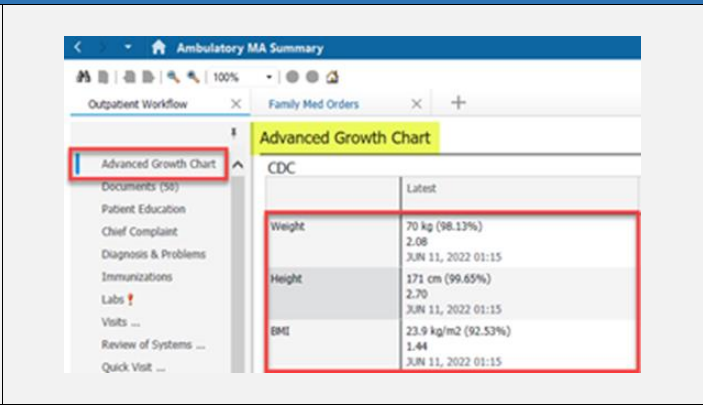 Ambulatory MA Summary
100%
Outpatient Workflow
Family Med Orders
Advanced Growth Chart
Advanced Growth Chart
Documents (58)
Patient Education
Chief Complaint
Diagnosis & Problems
Immunizations
Labs
Visits ...
Review of Systems ...
Quick Visit ...
CDC
Latest
Weight
70 kg (98.13%)
2.08
JUN 11, 2022 01:15
Height
171 cm (99.65%)
2.70
JUN 11, 2022 01:15
BMI
23.9 kg/m2 (92.53%)
1.44
JUN 11, 2022 01:15